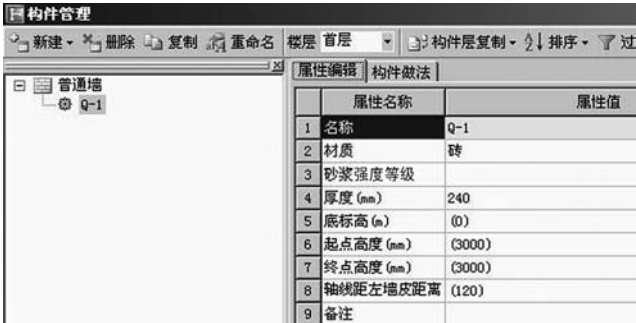 构件管理
新建 删除 复制 重命名 楼层 首层 构件层复制 排序 过
普通墙
Q-1
属性编辑 构件做法
属性名称 属性值
1 名称 Q-1
2 材质 砖
3 砂浆强度等级
4 厚度(mm) 240
5 底标高(m) (0)
6 起点高度(mm) (3000)
7 终点高度(mm) (3000)
8 轴线距左墙皮距离 (120)
9 备注